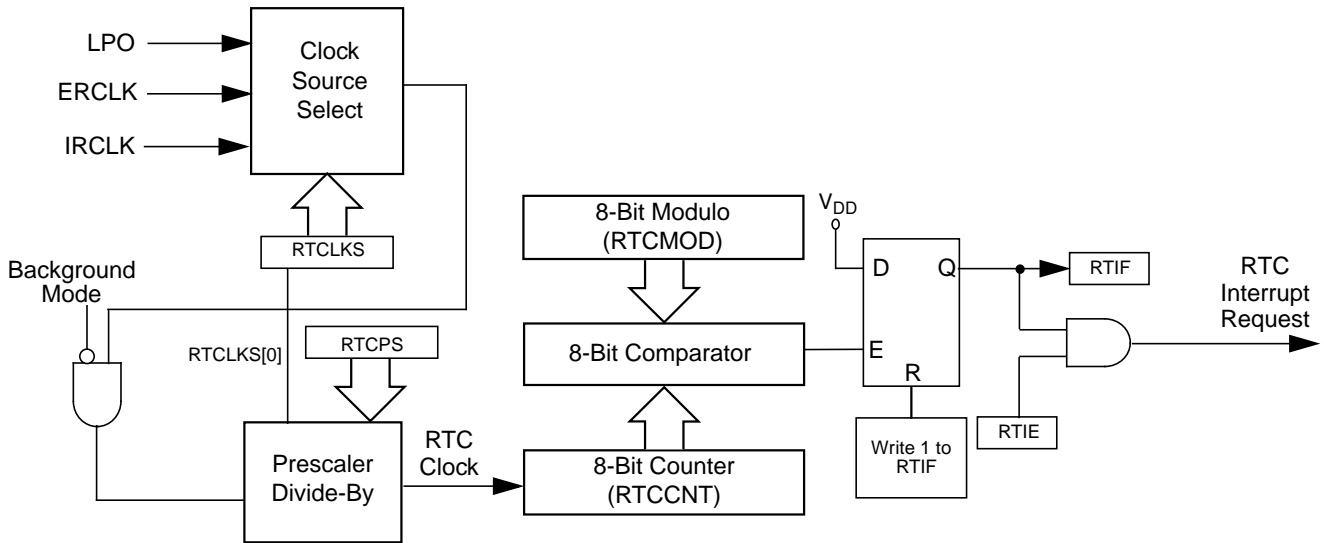 LPO
ERCLK
IRCLK
Clock
Source
Select
RTCLKS
Background
Mode
RTCLKS[0]
RTCPS
Prescaler
Divide-By
RTC
Clock
8-Bit Modulo
(RTCMOD)
8-Bit Comparator
8-Bit Counter
(RTCCNT)
VDD
D
Q
E
R
Write 1 to
RTIF
RTIF
RTIE
RTC
Interrupt
Request